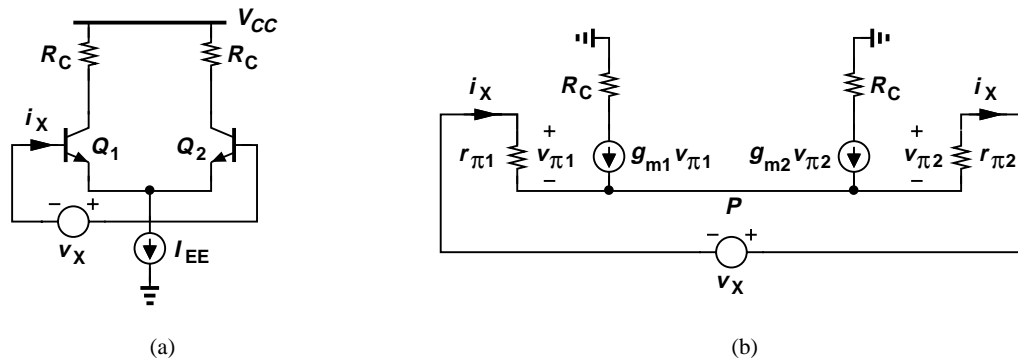 V_CC
R_C
R_C
i_X
Q_1
Q_2
− +
v_X
I_EE
(a)
R_C
R_C
i_X
i_X
r_π1
+
v_π1
−
g_m1 v_π1
g_m2 v_π2
+
v_π2
−
r_π2
P
− +
v_X
(b)